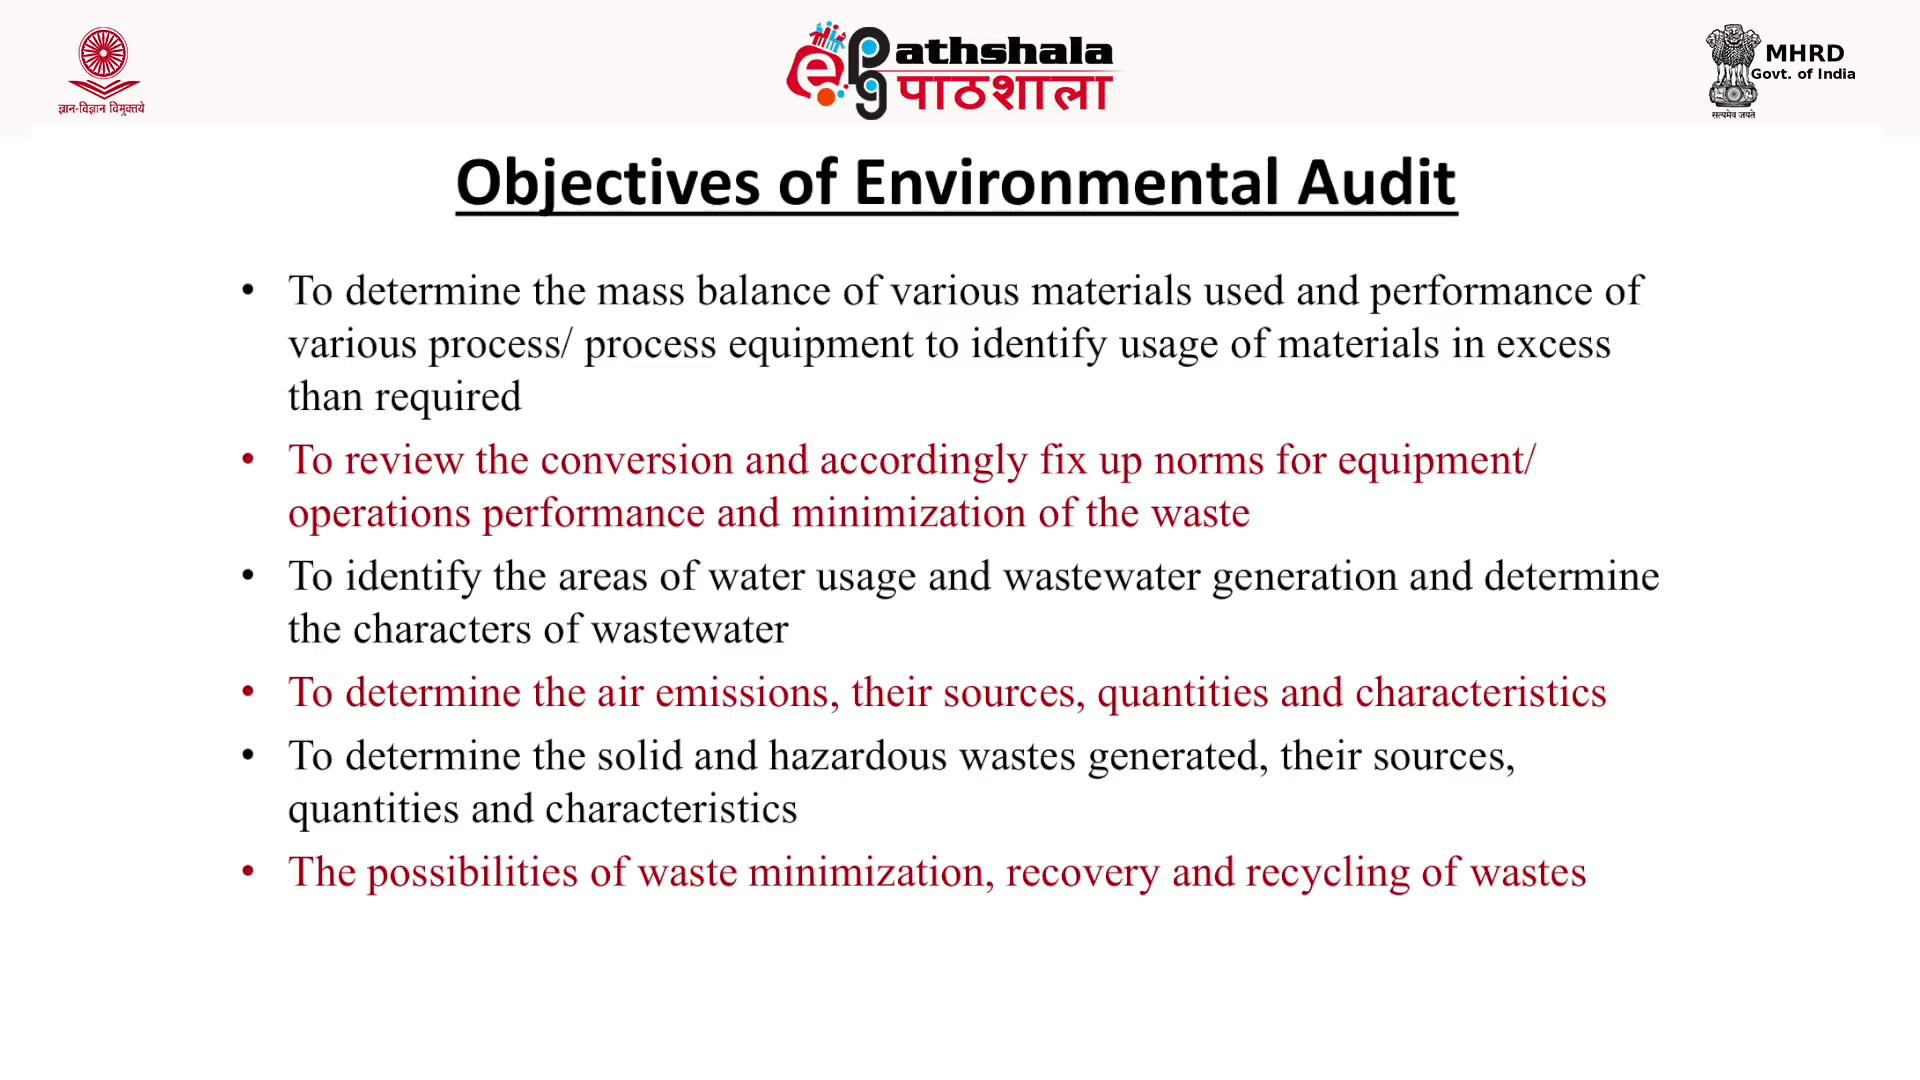 ज्ञान-विज्ञान विमुक्तये
ePgathshala
पाठशाला
MHRD
Govt. of India
सत्यमेव जयते
Objectives of Environmental Audit
• To determine the mass balance of various materials used and performance of
various process/ process equipment to identify usage of materials in excess
than required
• To review the conversion and accordingly fix up norms for equipment/
operations performance and minimization of the waste
• To identify the areas of water usage and wastewater generation and determine
the characters of wastewater
• To determine the air emissions, their sources, quantities and characteristics
• To determine the solid and hazardous wastes generated, their sources,
quantities and characteristics
• The possibilities of waste minimization, recovery and recycling of wastes